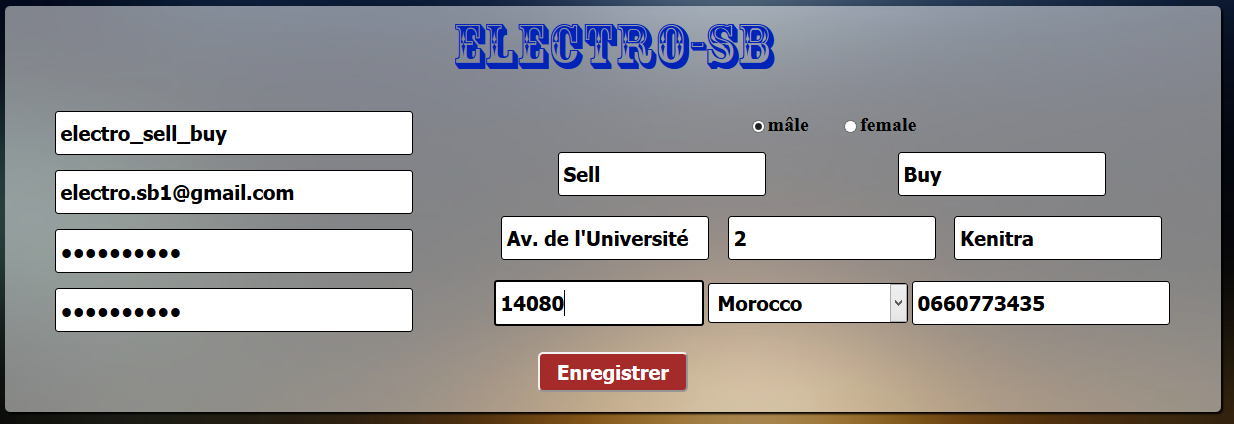 ELECTRO-SB
electro_sell_buy
electro.sb1@gmail.com
●●●●●●●●●●
●●●●●●●●●●
mâle female
Sell Buy
Av. de l'Université 2 Kenitra
14080 Morocco 0660773435
Enregistrer